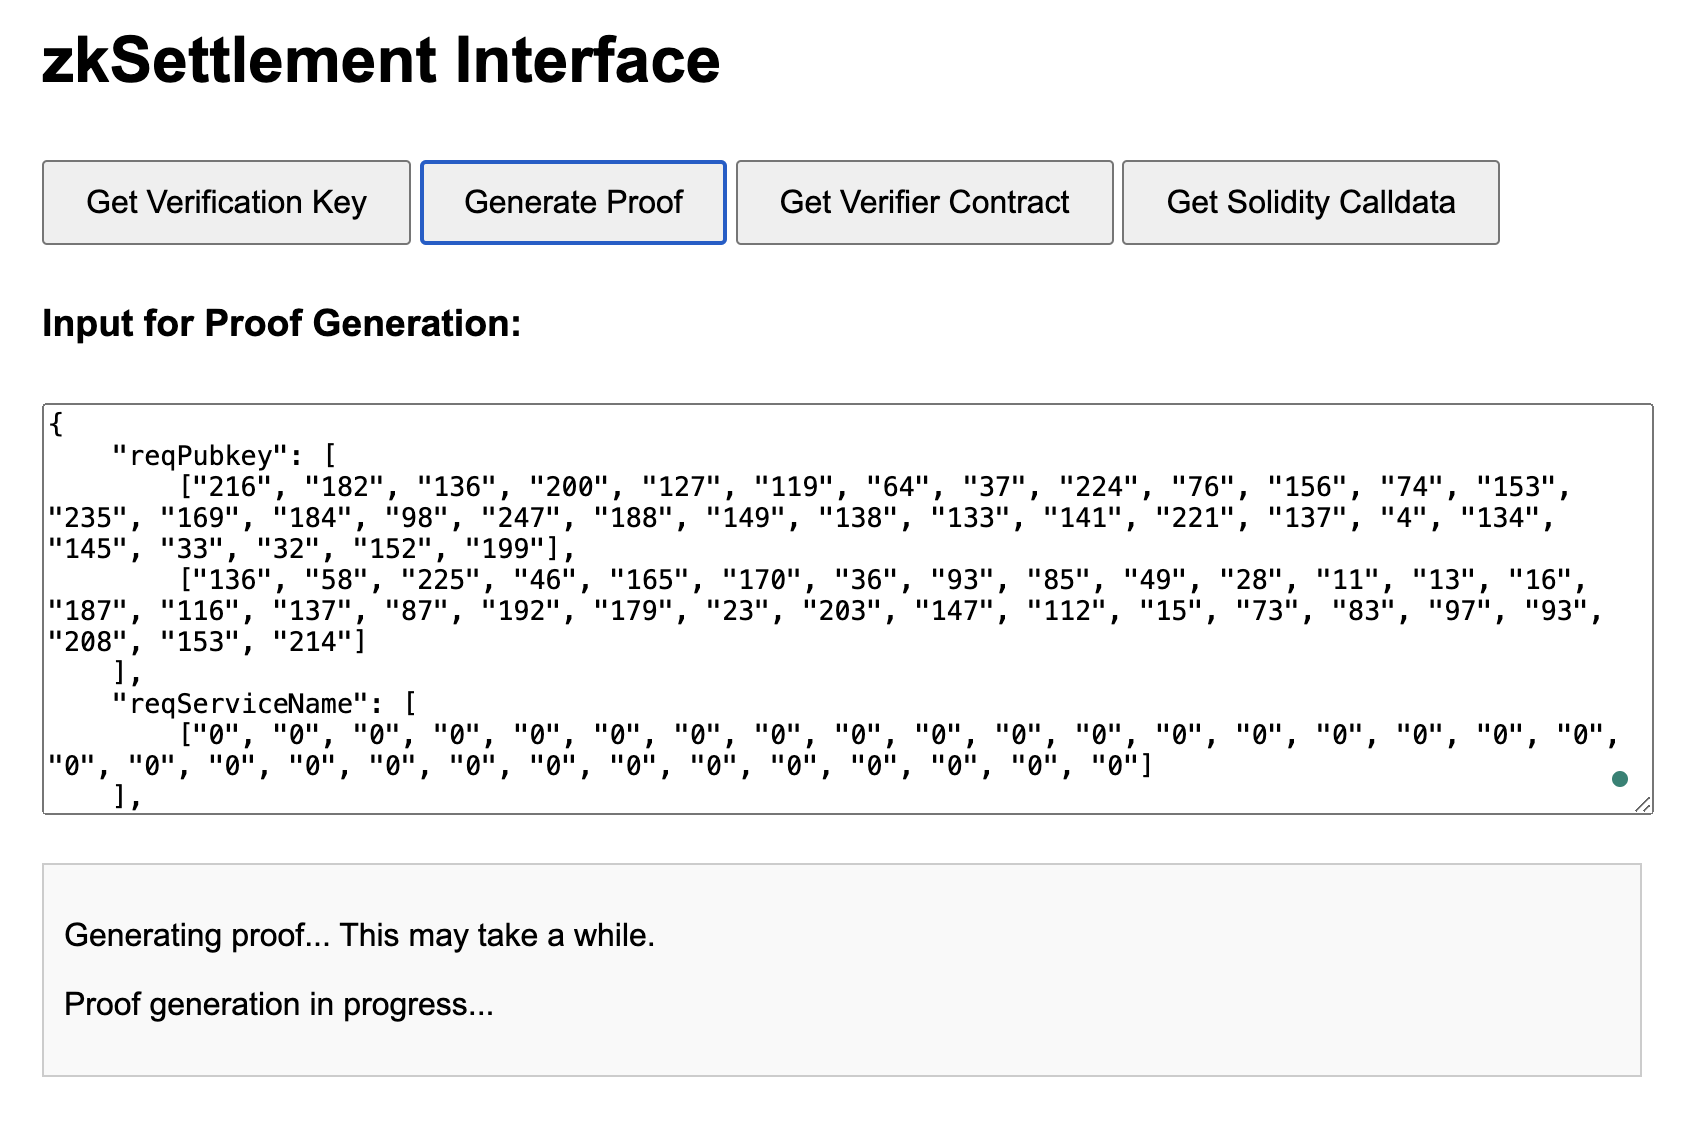 zkSettlement Interface
Get Verification Key
Generate Proof
Get Verifier Contract
Get Solidity Calldata
Input for Proof Generation:
{
    "reqPubkey": [
        ["216", "182", "136", "200", "127", "119", "64", "37", "224", "76", "156", "74", "153",
"235", "169", "184", "98", "247", "188", "149", "138", "133", "141", "221", "137", "4", "134",
"145", "33", "32", "152", "199"],
        ["136", "58", "225", "46", "165", "170", "36", "93", "85", "49", "28", "11", "13", "16",
"187", "116", "137", "87", "192", "179", "23", "203", "147", "112", "15", "73", "83", "97", "93",
"208", "153", "214"]
    ],
    "reqServiceName": [
        ["0", "0", "0", "0", "0", "0", "0", "0", "0", "0", "0", "0", "0", "0", "0", "0", "0", "0",
"0", "0", "0", "0", "0", "0", "0", "0", "0", "0", "0", "0", "0", "0"]
    ],
Generating proof... This may take a while.
Proof generation in progress...